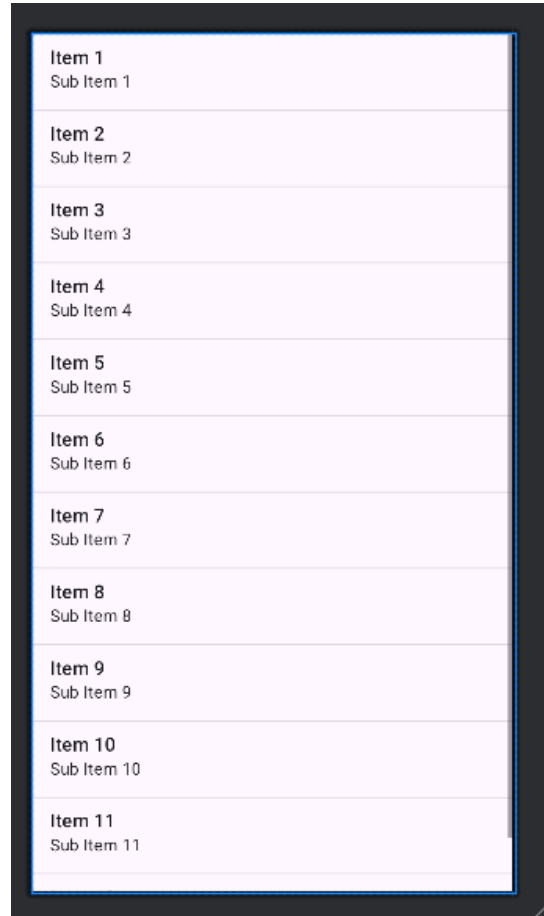 Item 1
Sub Item 1
Item 2
Sub Item 2
Item 3
Sub Item 3
Item 4
Sub Item 4
Item 5
Sub Item 5
Item 6
Sub Item 6
Item 7
Sub Item 7
Item 8
Sub Item 8
Item 9
Sub Item 9
Item 10
Sub Item 10
Item 11
Sub Item 11